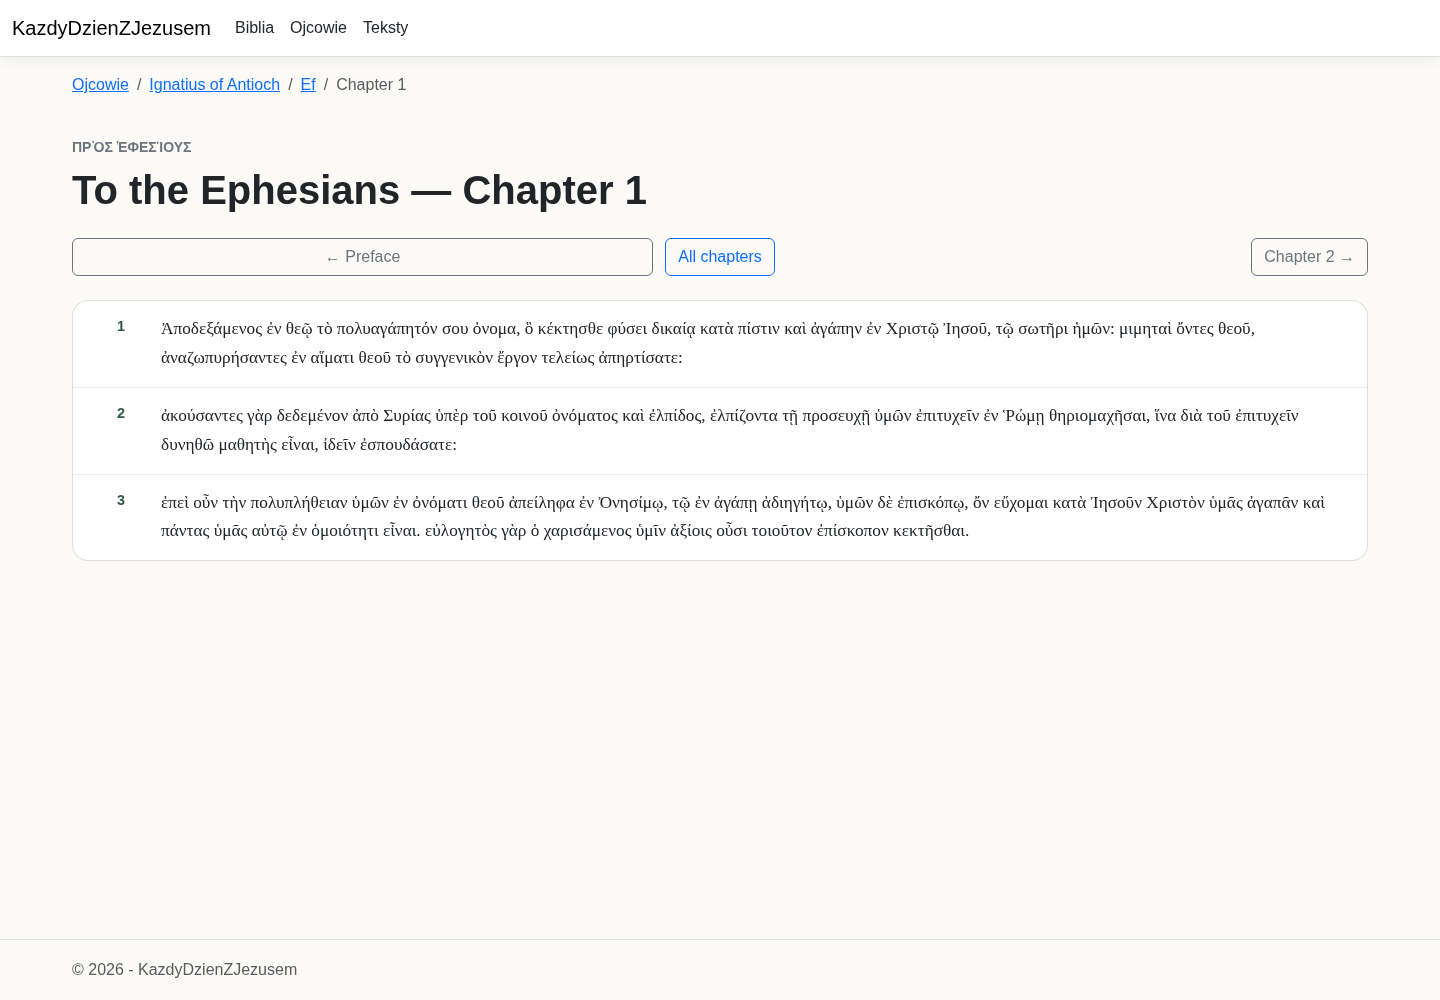 KazdyDzienZJezusem Biblia Ojcowie Teksty
Ojcowie / Ignatius of Antioch / Ef / Chapter 1
ΠΡῸΣ ἘΦΕΣΊΟΥΣ
To the Ephesians — Chapter 1
← Preface All chapters Chapter 2 →
1 Ἀποδεξάμενος ἐν θεῷ τὸ πολυαγάπητόν σου ὀνομα, ὃ κέκτησθε φύσει δικαίᾳ κατὰ πίστιν καὶ ἀγάπην ἐν Χριστῷ Ἰησοῦ, τῷ σωτῆρι ἡμῶν: μιμηταὶ ὄντες θεοῦ,
ἀναζωπυρήσαντες ἐν αἵματι θεοῦ τὸ συγγενικὸν ἔργον τελείως ἀπηρτίσατε:
2 ἀκούσαντες γὰρ δεδεμένον ἀπὸ Συρίας ὑπὲρ τοῦ κοινοῦ ὀνόματος καὶ ἐλπίδος, ἐλπίζοντα τῇ προσευχῇ ὑμῶν ἐπιτυχεῖν ἐν Ῥώμῃ θηριομαχῆσαι, ἵνα διὰ τοῦ ἐπιτυχεῖν
δυνηθῶ μαθητὴς εἶναι, ἰδεῖν ἐσπουδάσατε:
3 ἐπεὶ οὖν τὴν πολυπλήθειαν ὑμῶν ἐν ὀνόματι θεοῦ ἀπείληφα ἐν Ὀνησίμῳ, τῷ ἐν ἀγάπῃ ἀδιηγήτῳ, ὑμῶν δὲ ἐπισκόπῳ, ὅν εὔχομαι κατὰ Ἰησοῦν Χριστὸν ὑμᾶς ἀγαπᾶν καὶ
πάντας ὑμᾶς αὐτῷ ἐν ὁμοιότητι εἶναι. εὐλογητὸς γὰρ ὁ χαρισάμενος ὑμῖν ἀξίοις οὖσι τοιοῦτον ἐπίσκοπον κεκτῆσθαι.
© 2026 - KazdyDzienZJezusem